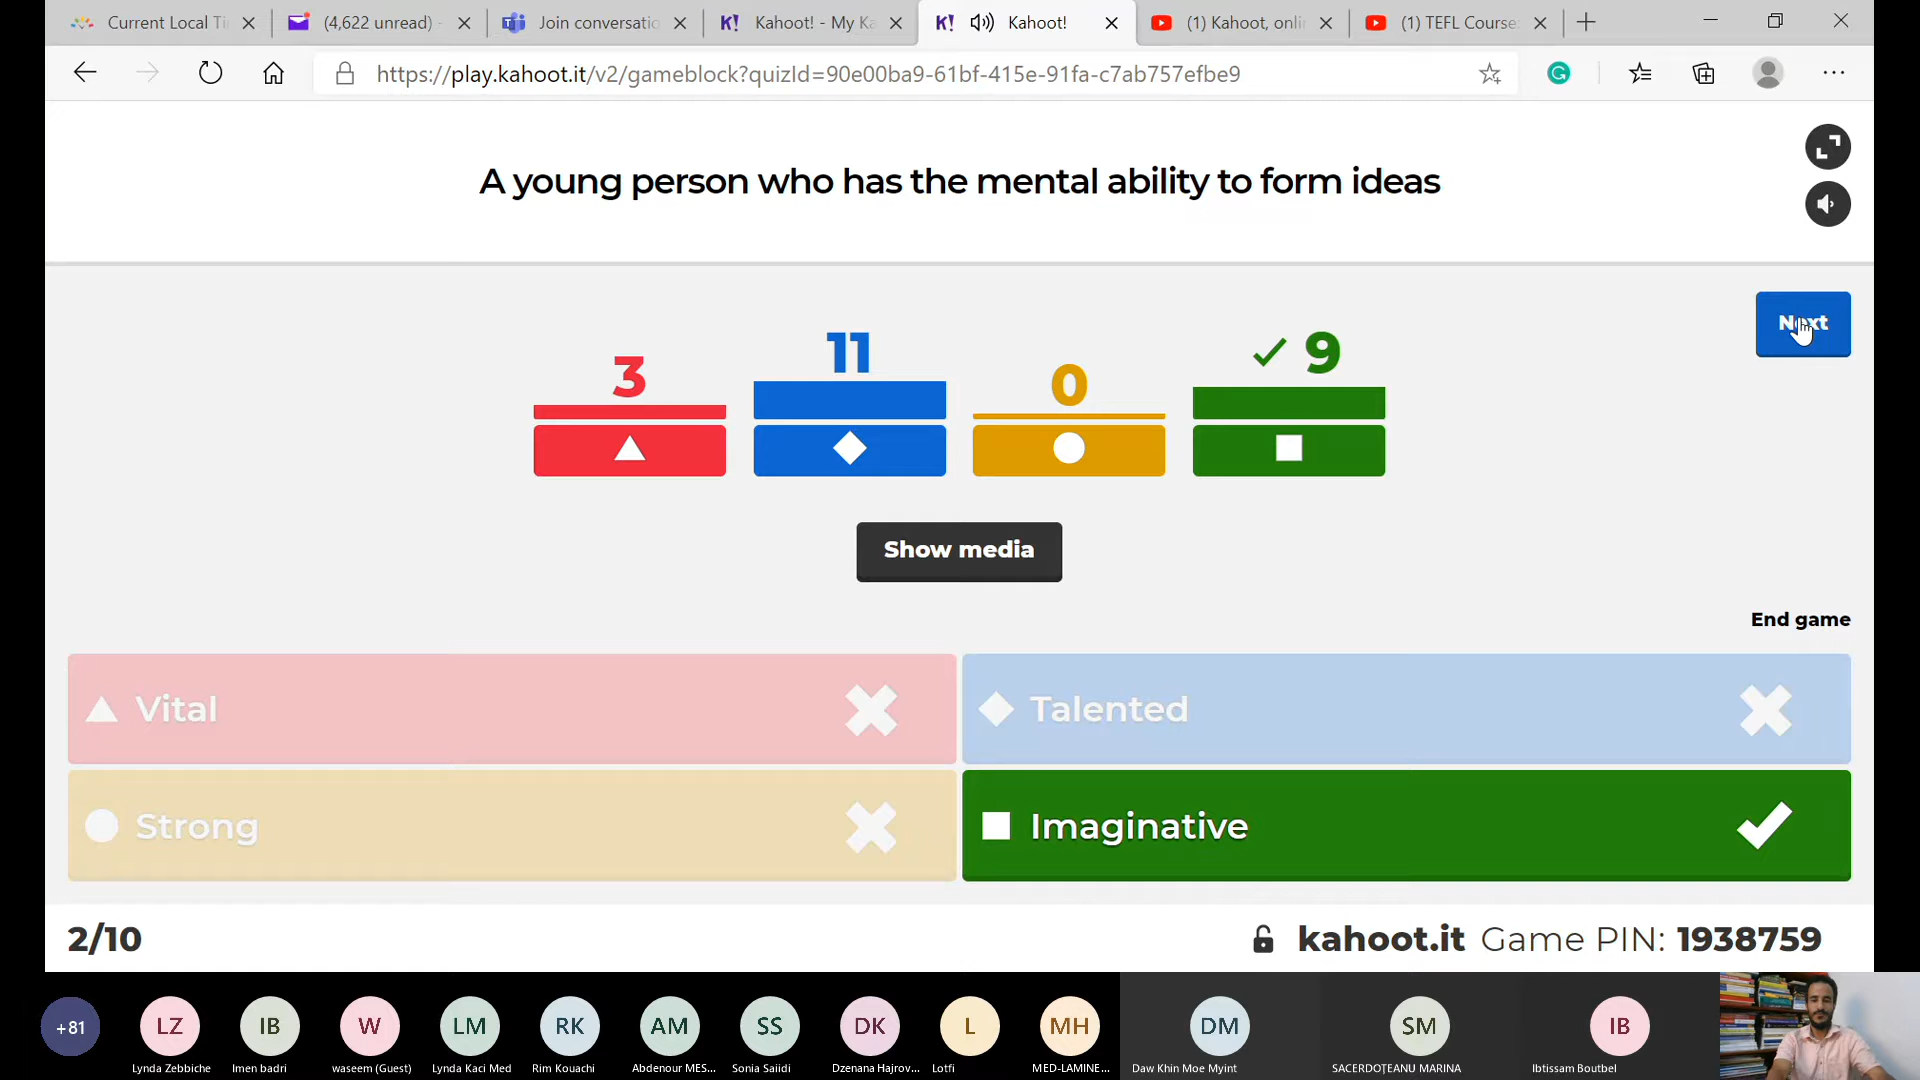 Current Local Ti
(4,622 unread) -
Join conversatio
K! Kahoot! - My Ka
K! Kahoot!
(1) Kahoot, onli
(1) TEFL Course:
https://play.kahoot.it/v2/gameblock?quizId=90e00ba9-61bf-415e-91fa-c7ab757efbe9
G
A young person who has the mental ability to form ideas
Next
3
11
0
9
Show media
End game
Vital
Talented
Strong
Imaginative
2/10
kahoot.it Game PIN: 1938759
+81
LZ
IB
W
LM
RK
AM
SS
DK
L
MH
DM
SM
IB
Lynda Zebbiche
Imen badri
waseem (Guest)
Lynda Kaci Med
Rim Kouachi
Abdenour MES...
Sonia Saiidi
Dzenana Hajrov...
Lotfi
MED-LAMINE...
Daw Khin Moe Myint
SACERDOȚEANU MARINA
Ibtissam Boutbel